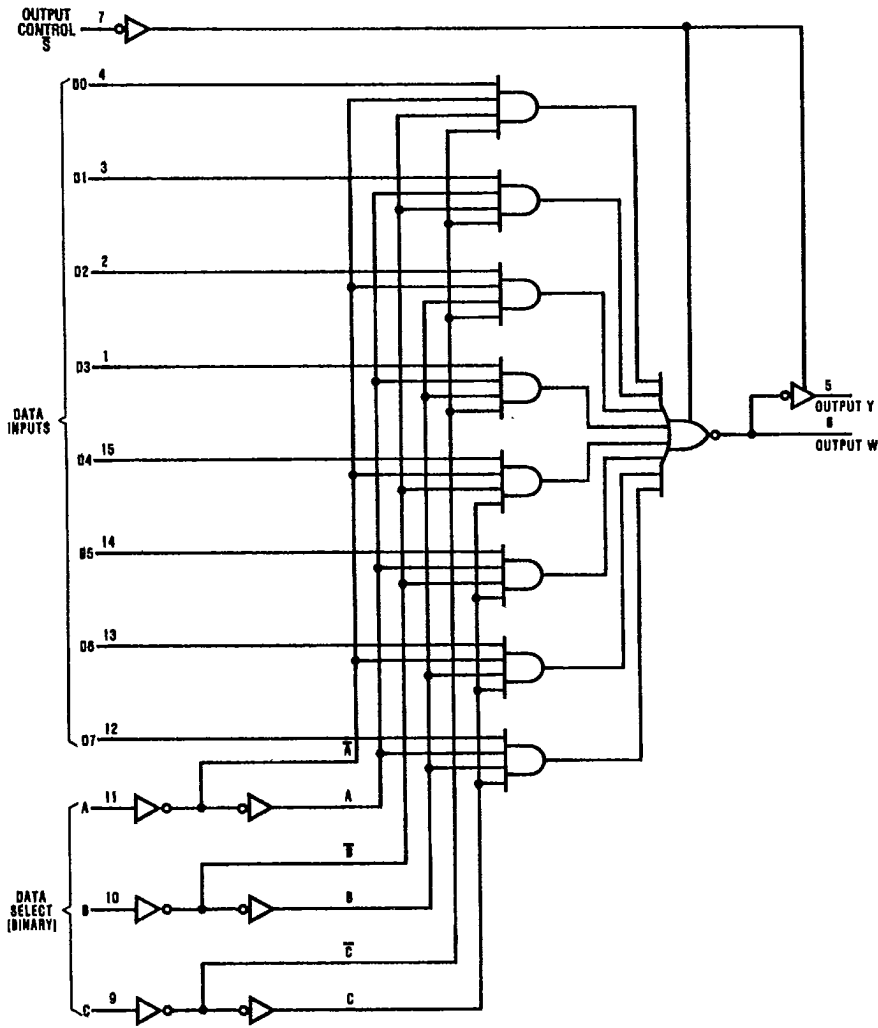 OUTPUT
CONTROL
S̅
7
D0 4
D1 3
D2 2
D3 1
DATA
INPUTS
D4 15
D5 14
D6 13
D7 12
5
OUTPUT Y
6
OUTPUT W
A̅
A 11
A
B̅
DATA
SELECT
[BINARY]
B 10
B
C̅
C 9
C